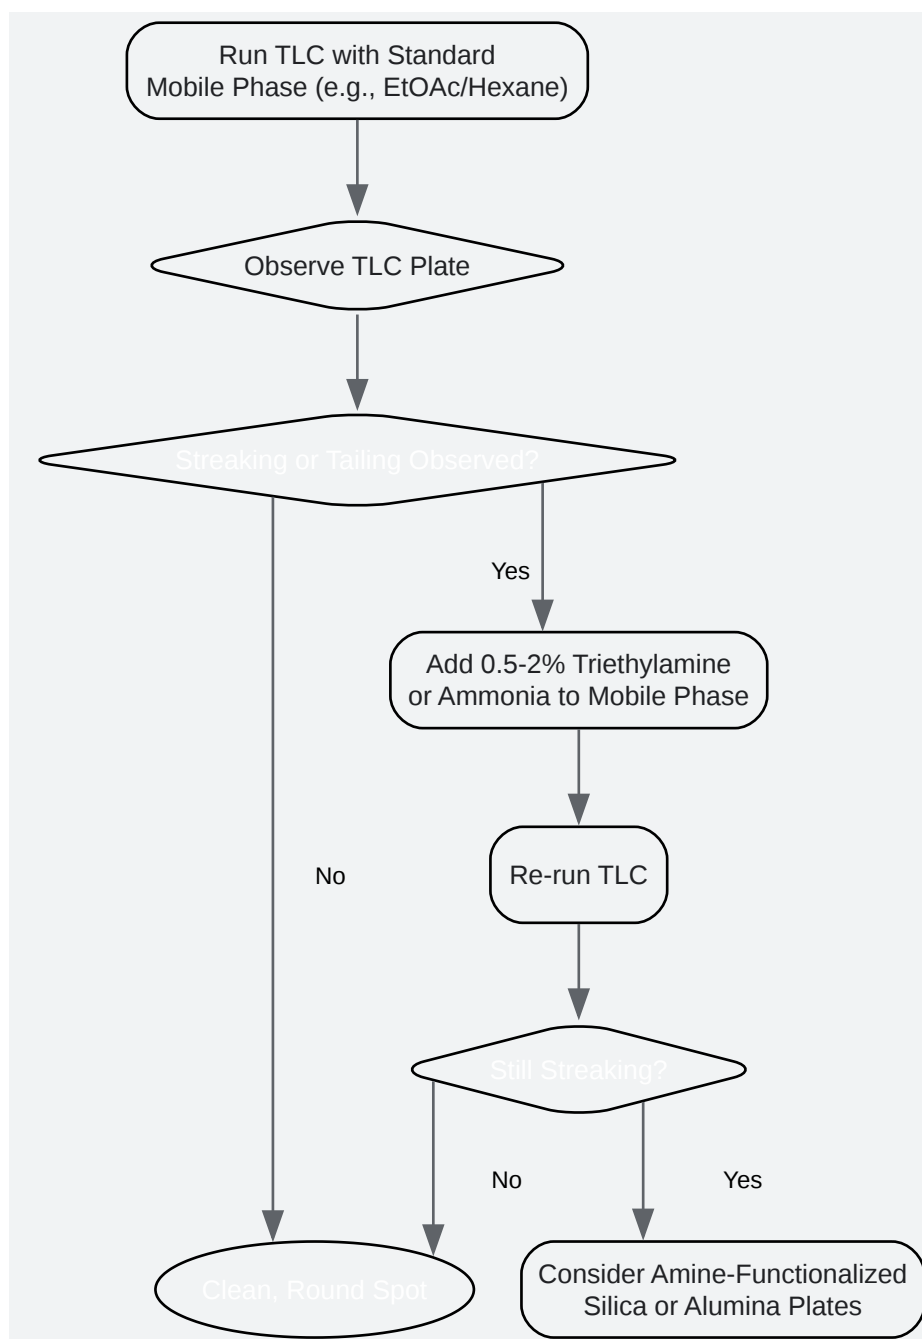 Run TLC with Standard
Mobile Phase (e.g., EtOAc/Hexane)
Observe TLC Plate
Streaking or Tailing Observed?
Yes
Add 0.5-2% Triethylamine
or Ammonia to Mobile Phase
No
Re-run TLC
Still Streaking?
No
Yes
Clean, Round Spot
Consider Amine-Functionalized
Silica or Alumina Plates